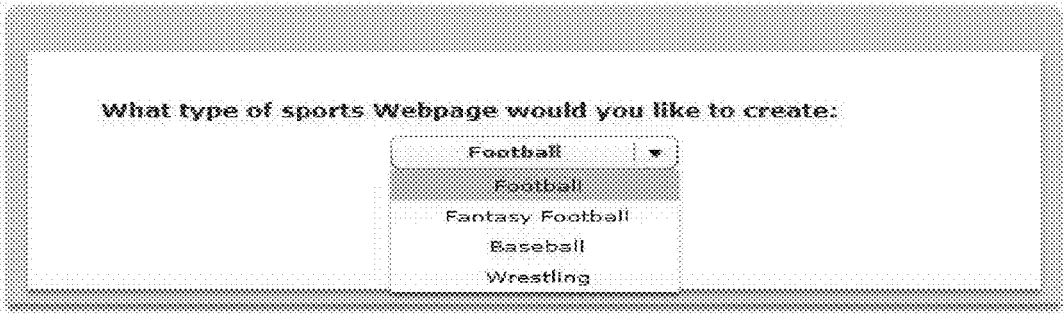 What type of sports Webpage would you like to create:
Football
Football
Fantasy Football
Baseball
Wrestling